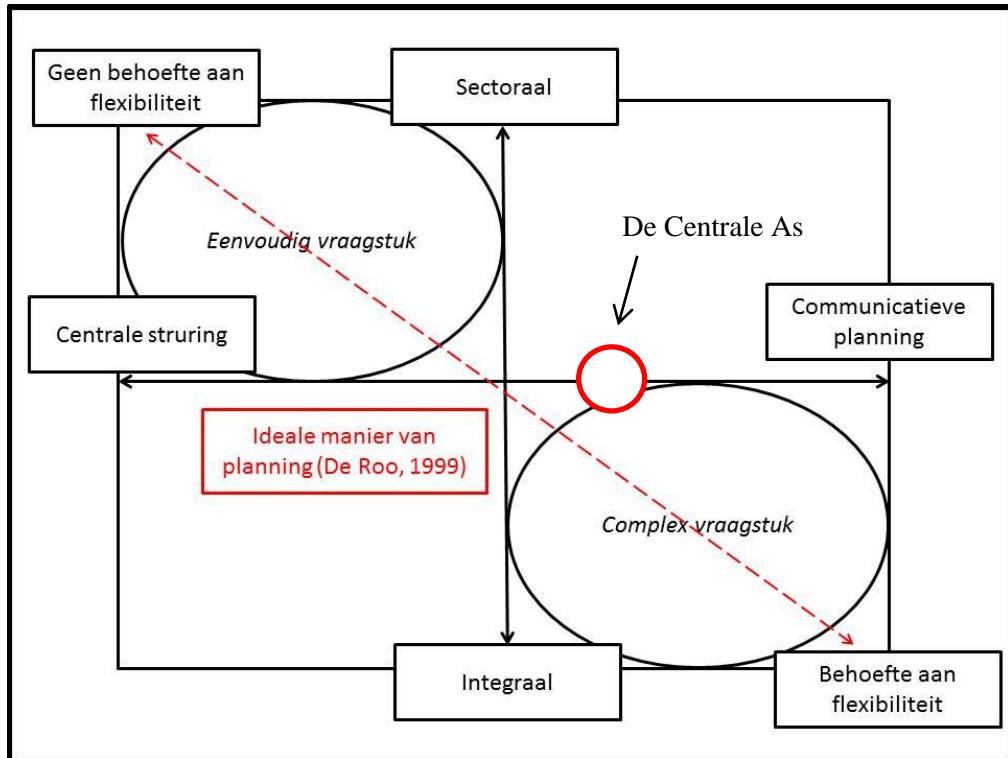 Geen behoefte aan
flexibiliteit
Sectoraal
De Centrale As
Eenvoudig vraagstuk
Centrale struring
Communicatieve
planning
Ideale manier van
planning (De Roo, 1999)
Complex vraagstuk
Integraal
Behoefte aan
flexibiliteit